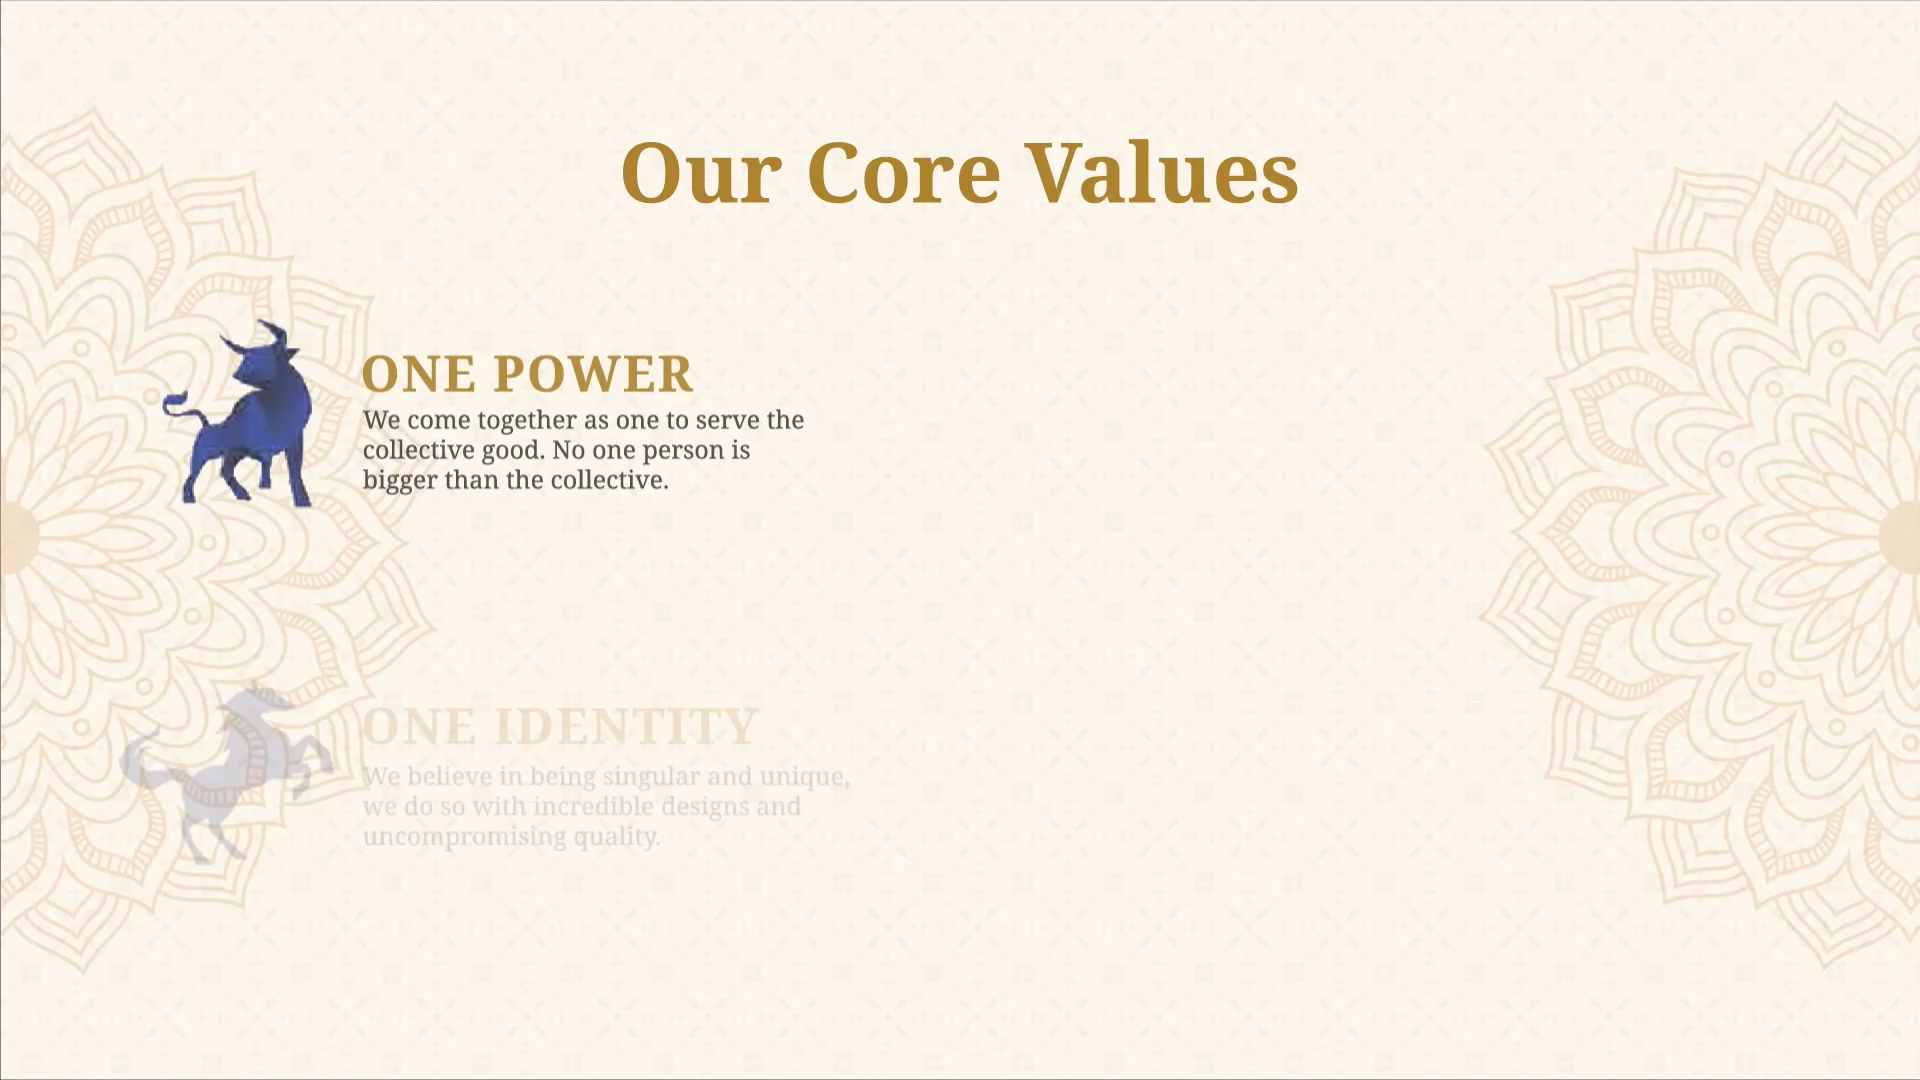 Our Core Values
ONE POWER
We come together as one to serve the
collective good. No one person is
bigger than the collective.
ONE IDENTITY
We believe in being singular and unique,
we do so with incredible designs and
uncompromising quality.